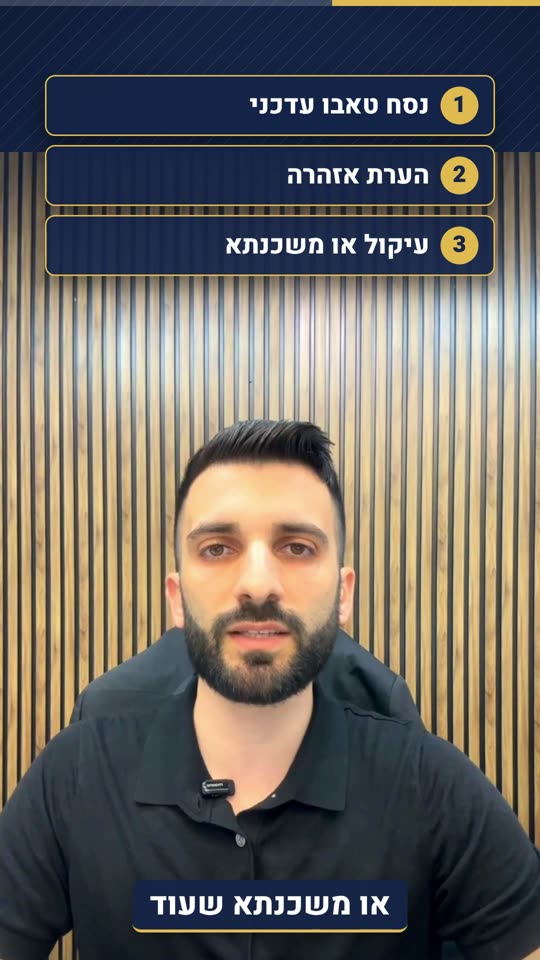 1 נסח טאבו עדכני
2 הערת אזהרה
3 עיקול או משכנתא
או משכנתא שעוד